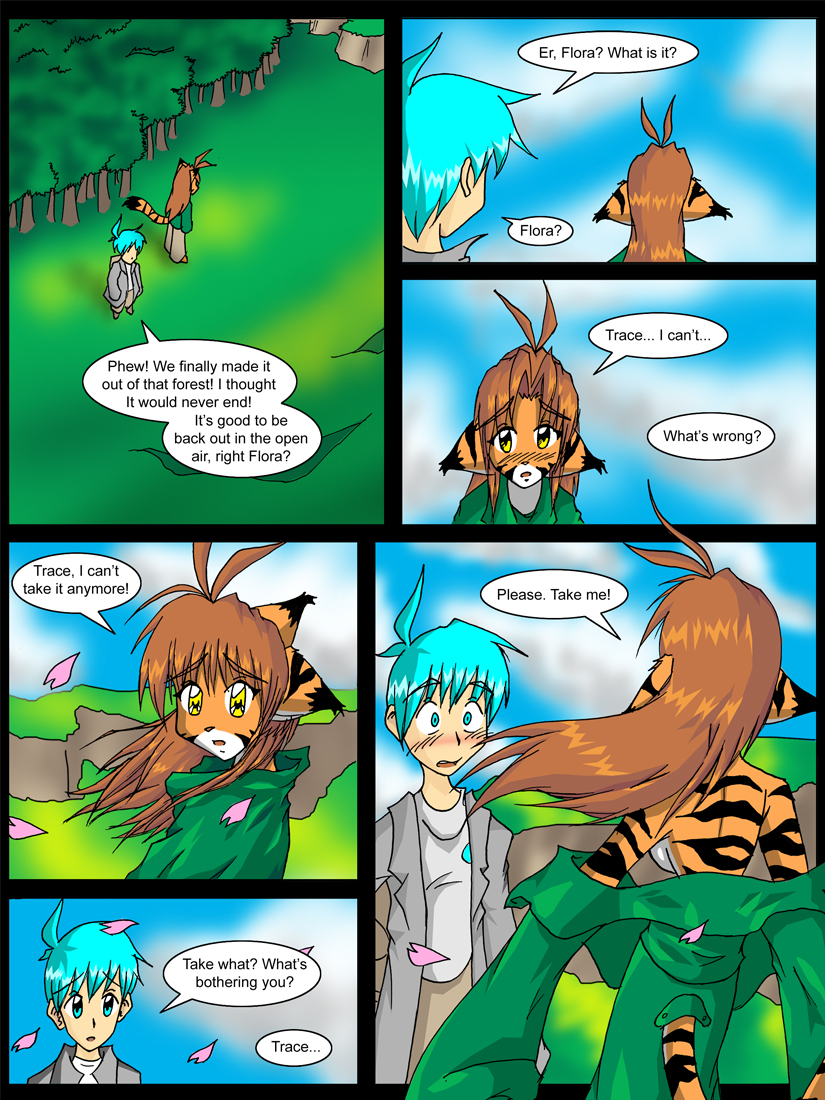 Phew! We finally made it
out of that forest! I thought
It would never end!
It's good to be
back out in the open
air, right Flora?
Er, Flora? What is it?
Flora?
Trace... I can't...
What's wrong?
Trace, I can't
take it anymore!
Take what? What's
bothering you?
Trace...
Please. Take me!